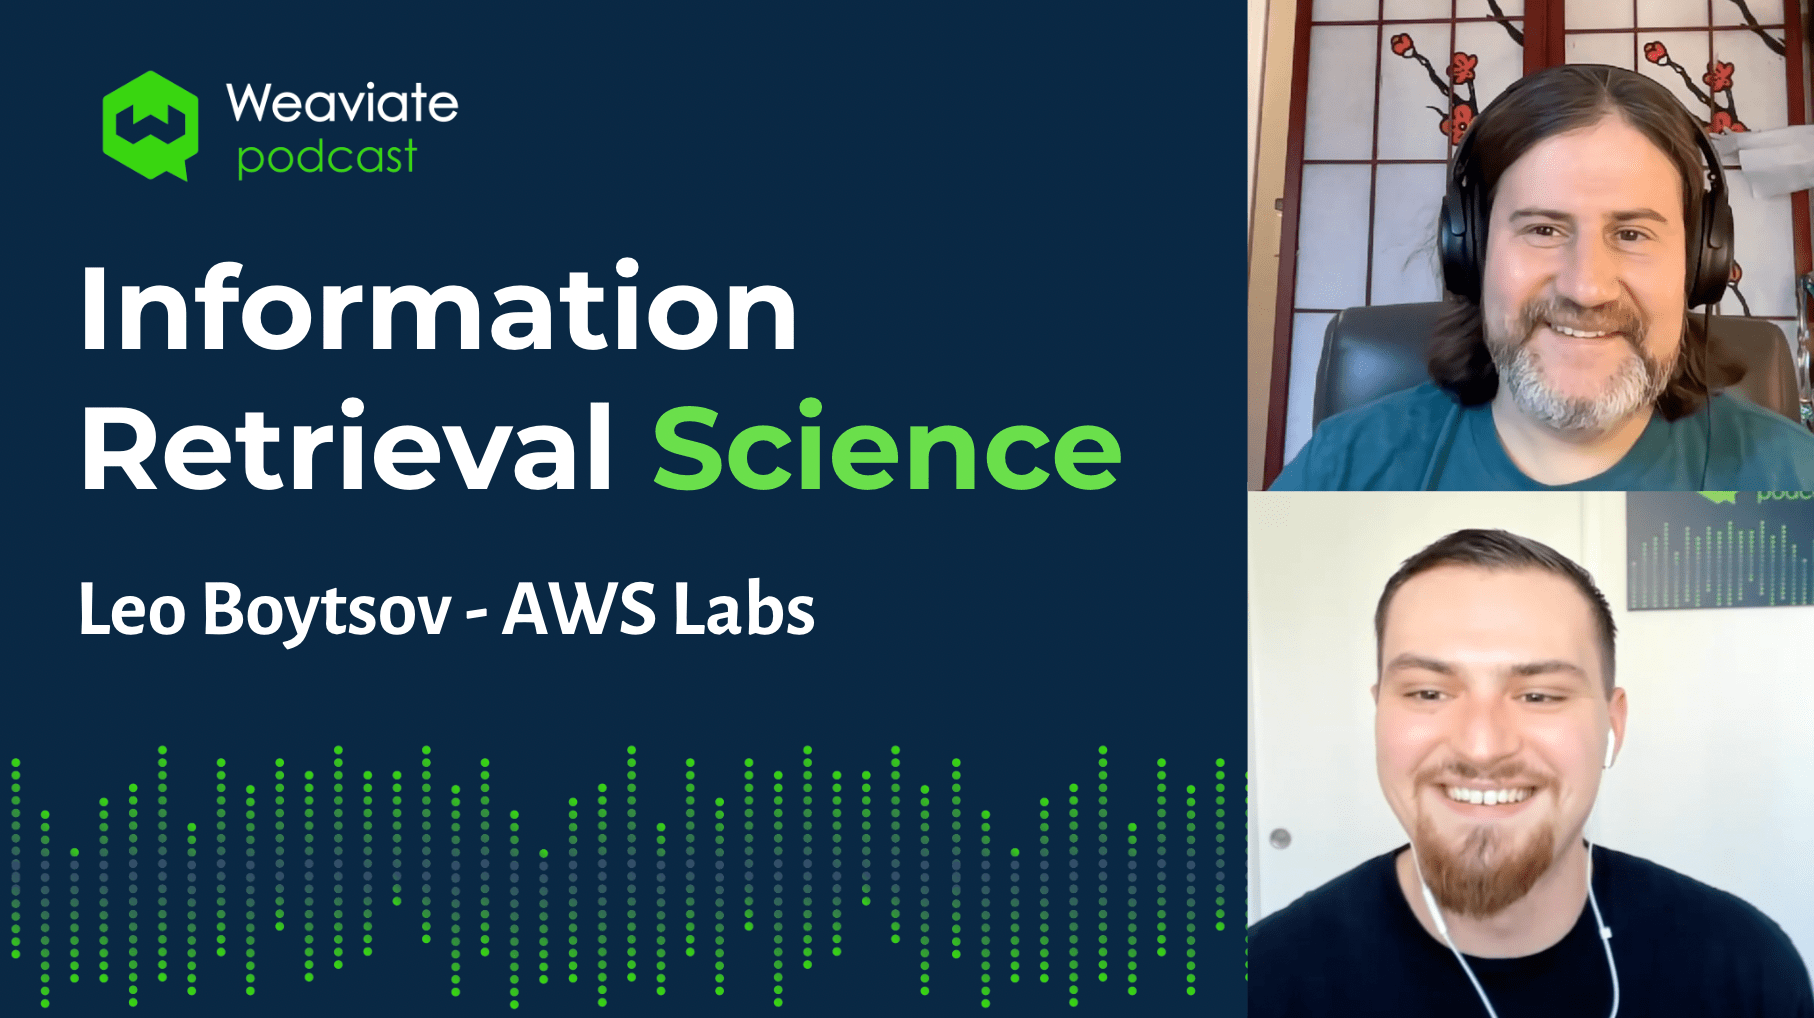 Weaviate
podcast
Information
Retrieval Science
Leo Boytsov - AWS Labs